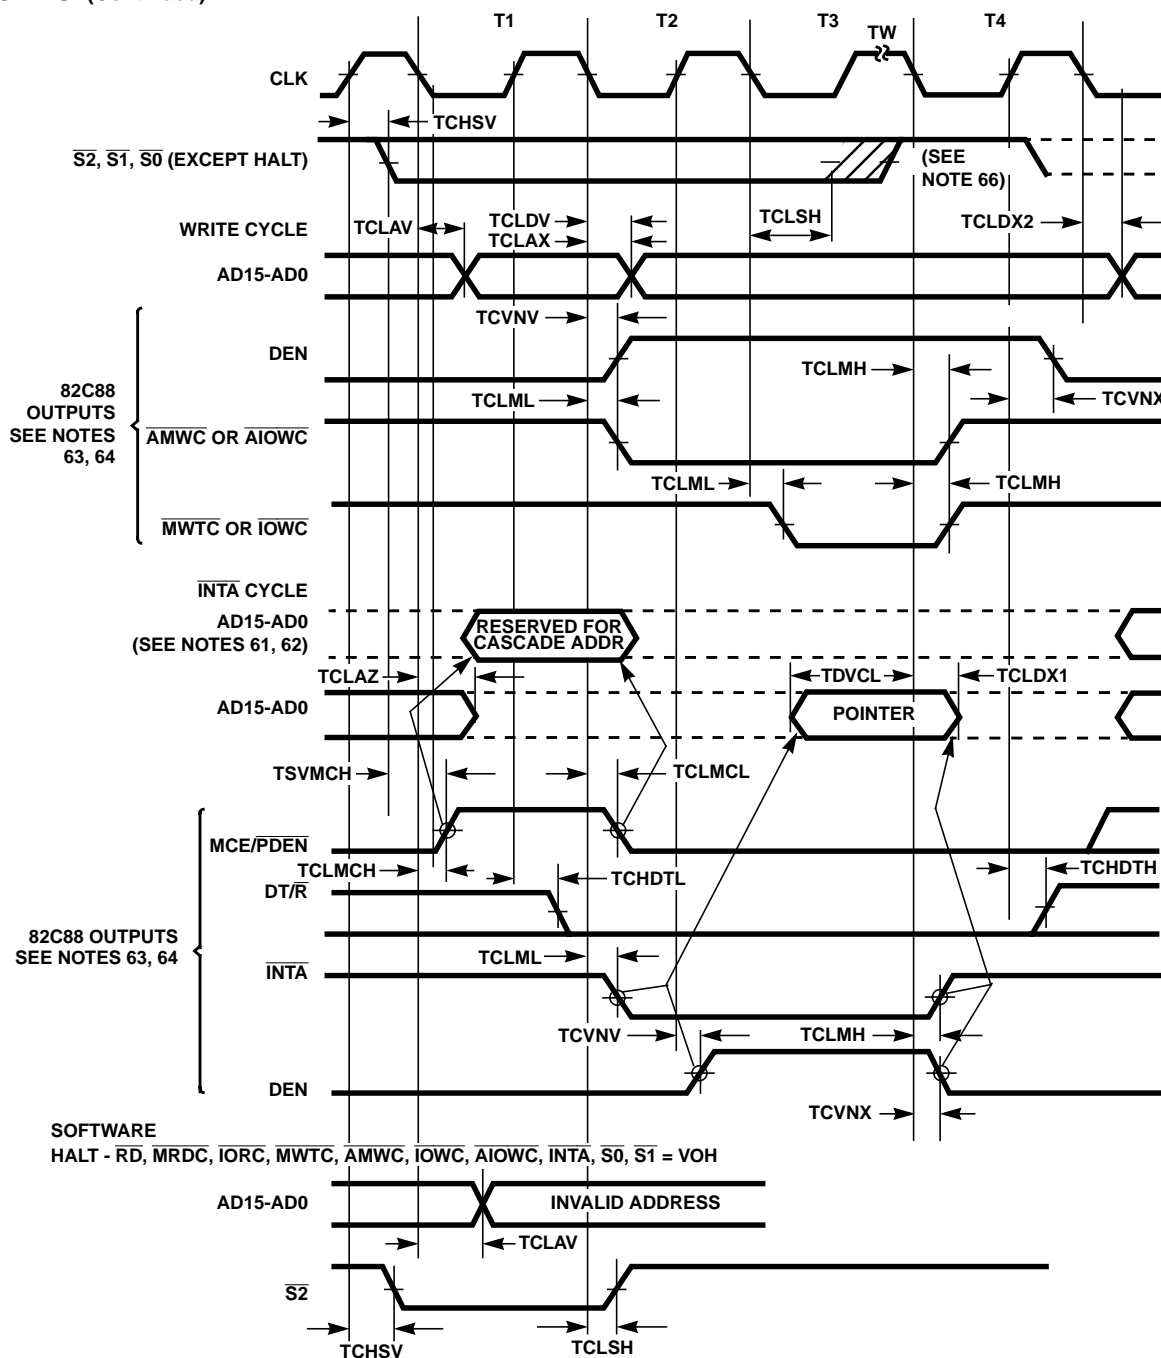 T1 T2 T3 T4
TW
CLK
TCHSV
S2, S1, S0 (EXCEPT HALT)
(SEE
NOTE 66)
TCLDV
TCLAX
TCLSH
TCLDX2
TCLAV
WRITE CYCLE
AD15-AD0
TCVNV
DEN
TCLMH
TCVNX
82C88
OUTPUTS
SEE NOTES
63, 64
TCLML
AMWC OR AIOWC
TCLML
TCLMH
MWTC OR IOWC
INTA CYCLE
AD15-AD0
(SEE NOTES 61, 62)
RESERVED FOR
CASCADE ADDR
TCLAZ
TDVCL
TCLDX1
AD15-AD0
POINTER
TSVMCH
TCLMCL
MCE/PDEN
TCLMCH
TCHDTL
TCHDTH
DT/R
82C88 OUTPUTS
SEE NOTES 63, 64
TCLML
INTA
TCVNV
TCLMH
DEN
TCVNX
SOFTWARE
HALT - RD, MRDC, IORC, MWTC, AMWC, IOWC, AIOWC, INTA, S0, S1 = VOH
AD15-AD0
INVALID ADDRESS
TCLAV
S2
TCHSV
TCLSH